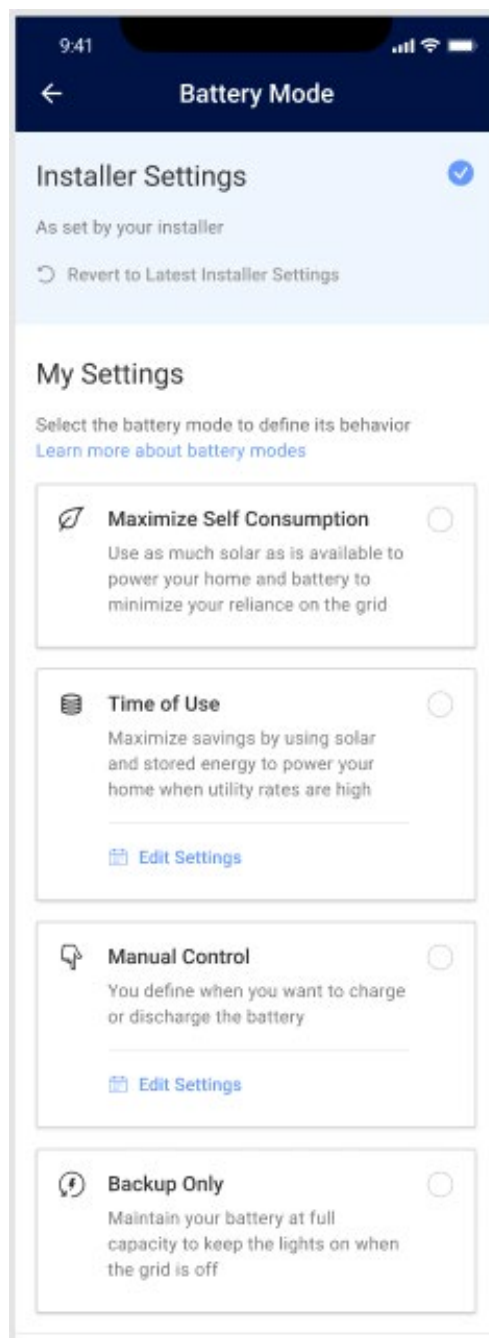 9:41
Battery Mode
Installer Settings
As set by your installer
Revert to Latest Installer Settings
My Settings
Select the battery mode to define its behavior
Learn more about battery modes
Maximize Self Consumption
Use as much solar as is available to
power your home and battery to
minimize your reliance on the grid
Time of Use
Maximize savings by using solar
and stored energy to power your
home when utility rates are high
Edit Settings
Manual Control
You define when you want to charge
or discharge the battery
Edit Settings
Backup Only
Maintain your battery at full
capacity to keep the lights on when
the grid is off